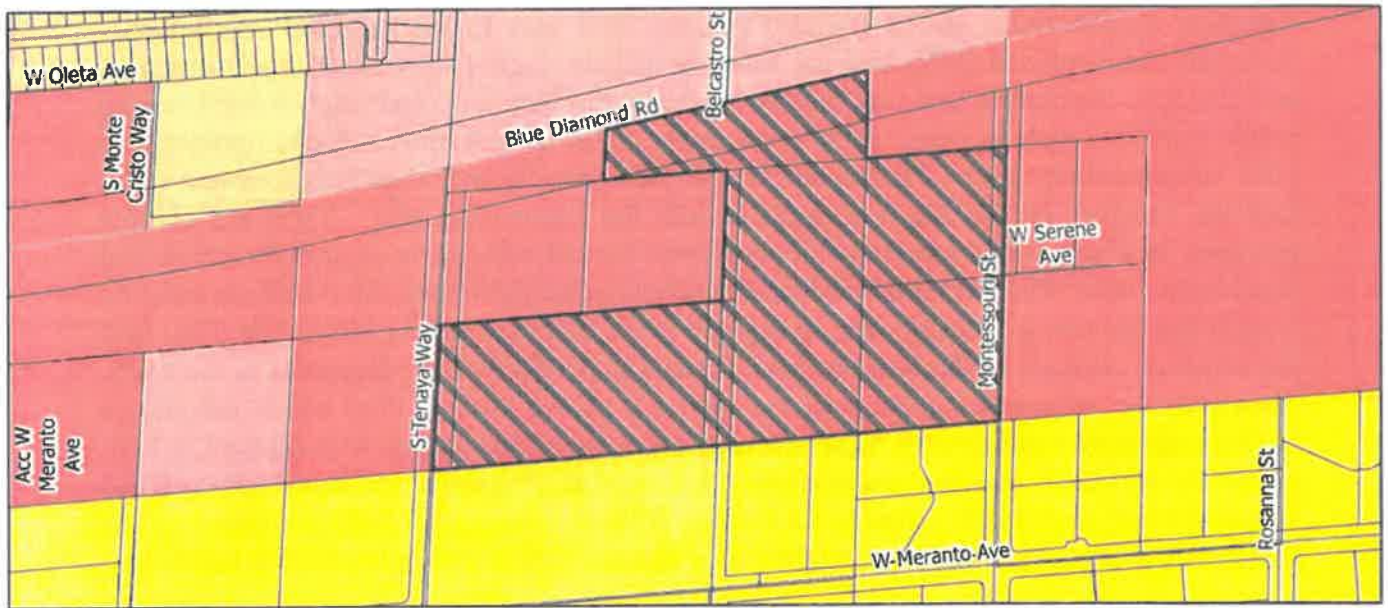 Belcastro St
W Oleta Ave
S Monte
Cristo Way
Blue Diamond Rd
W Serene
Ave
Montessouri St
S Tenaya Way
Acc W
Meranto
Ave
Rosanna St
W Meranto Ave